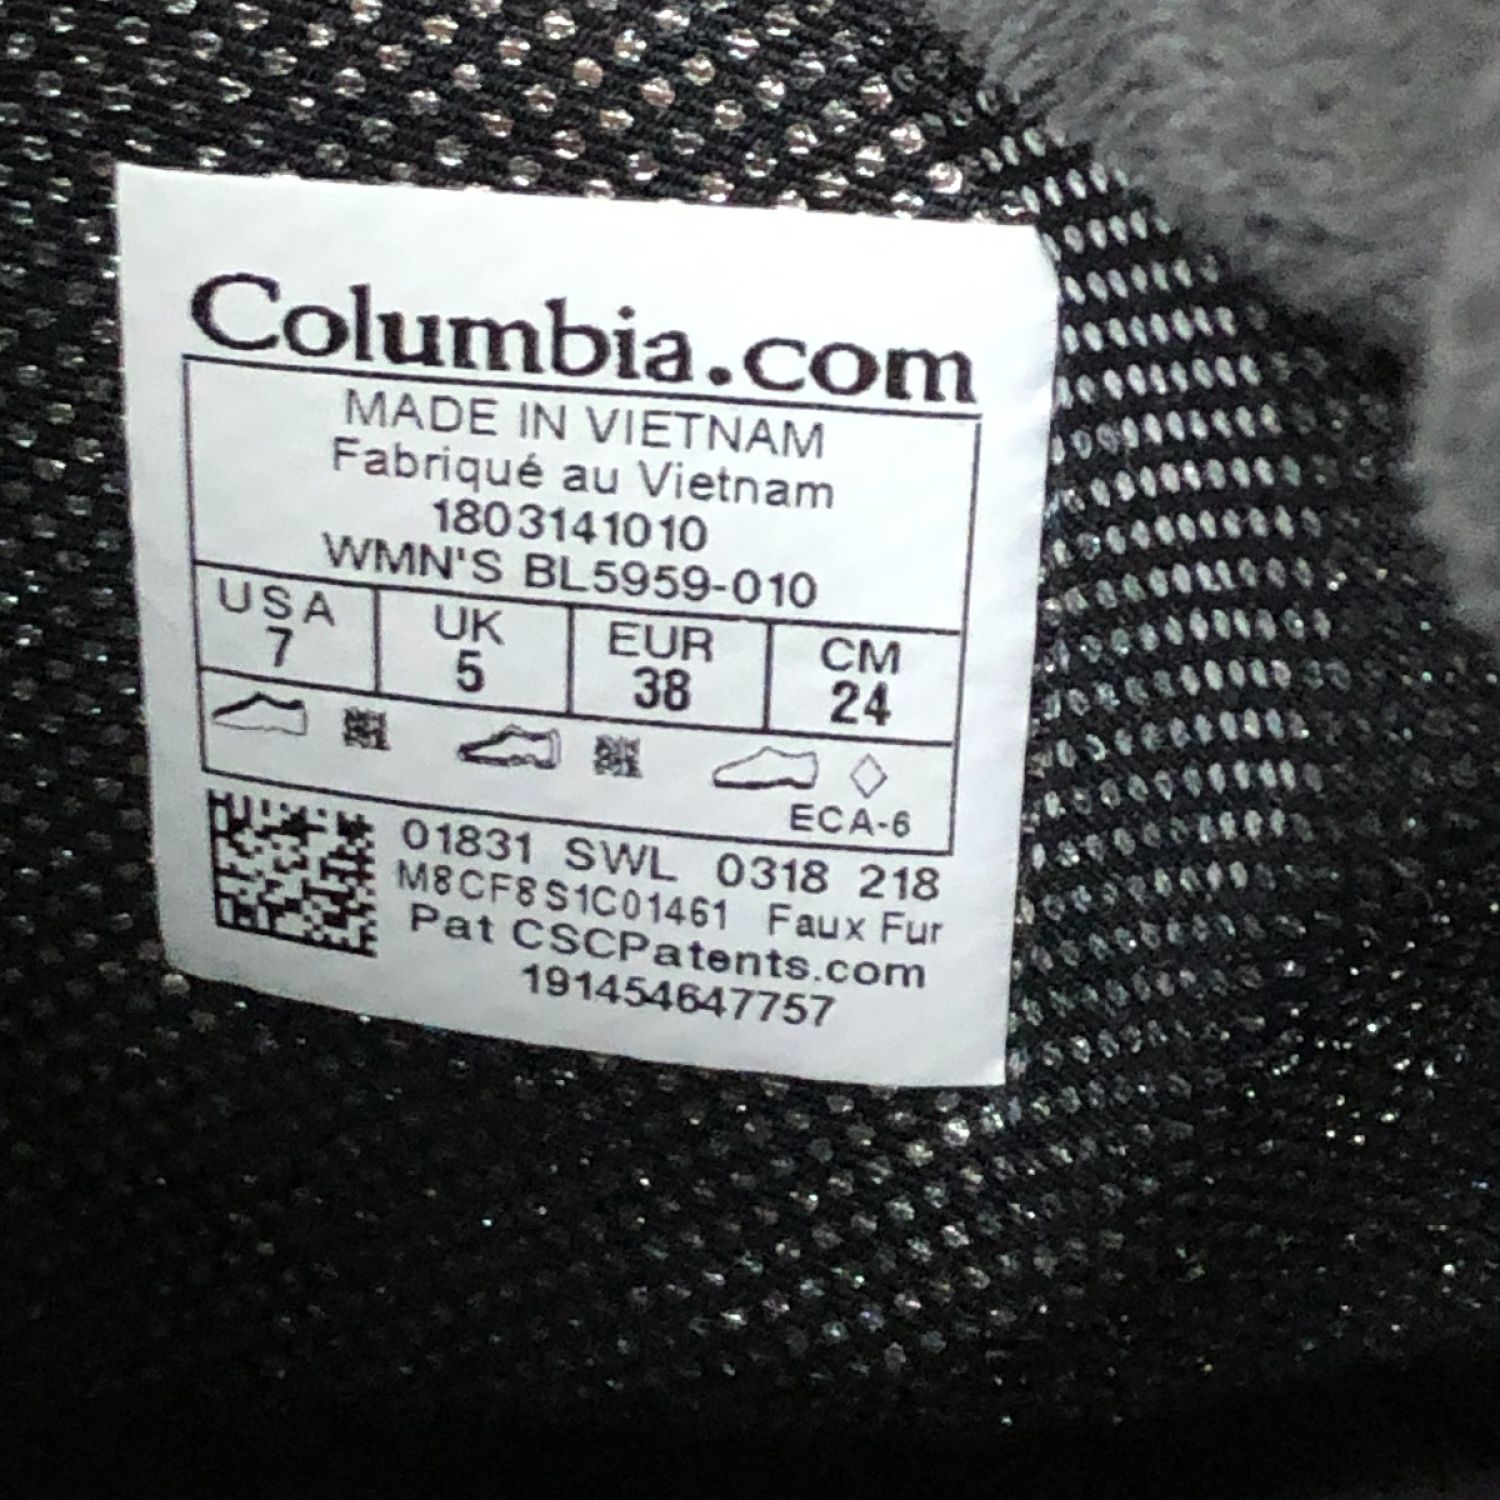 Columbia.com
MADE IN VIETNAM
Fabriqué au Vietnam
1803141010
WMN'S BL5959-010
USA UK EUR CM
7 5 38 24
ECA-6
01831 SWL 0318 218
M8CF8S1C01461 Faux Fur
Pat CSCPatents.com
191454647757